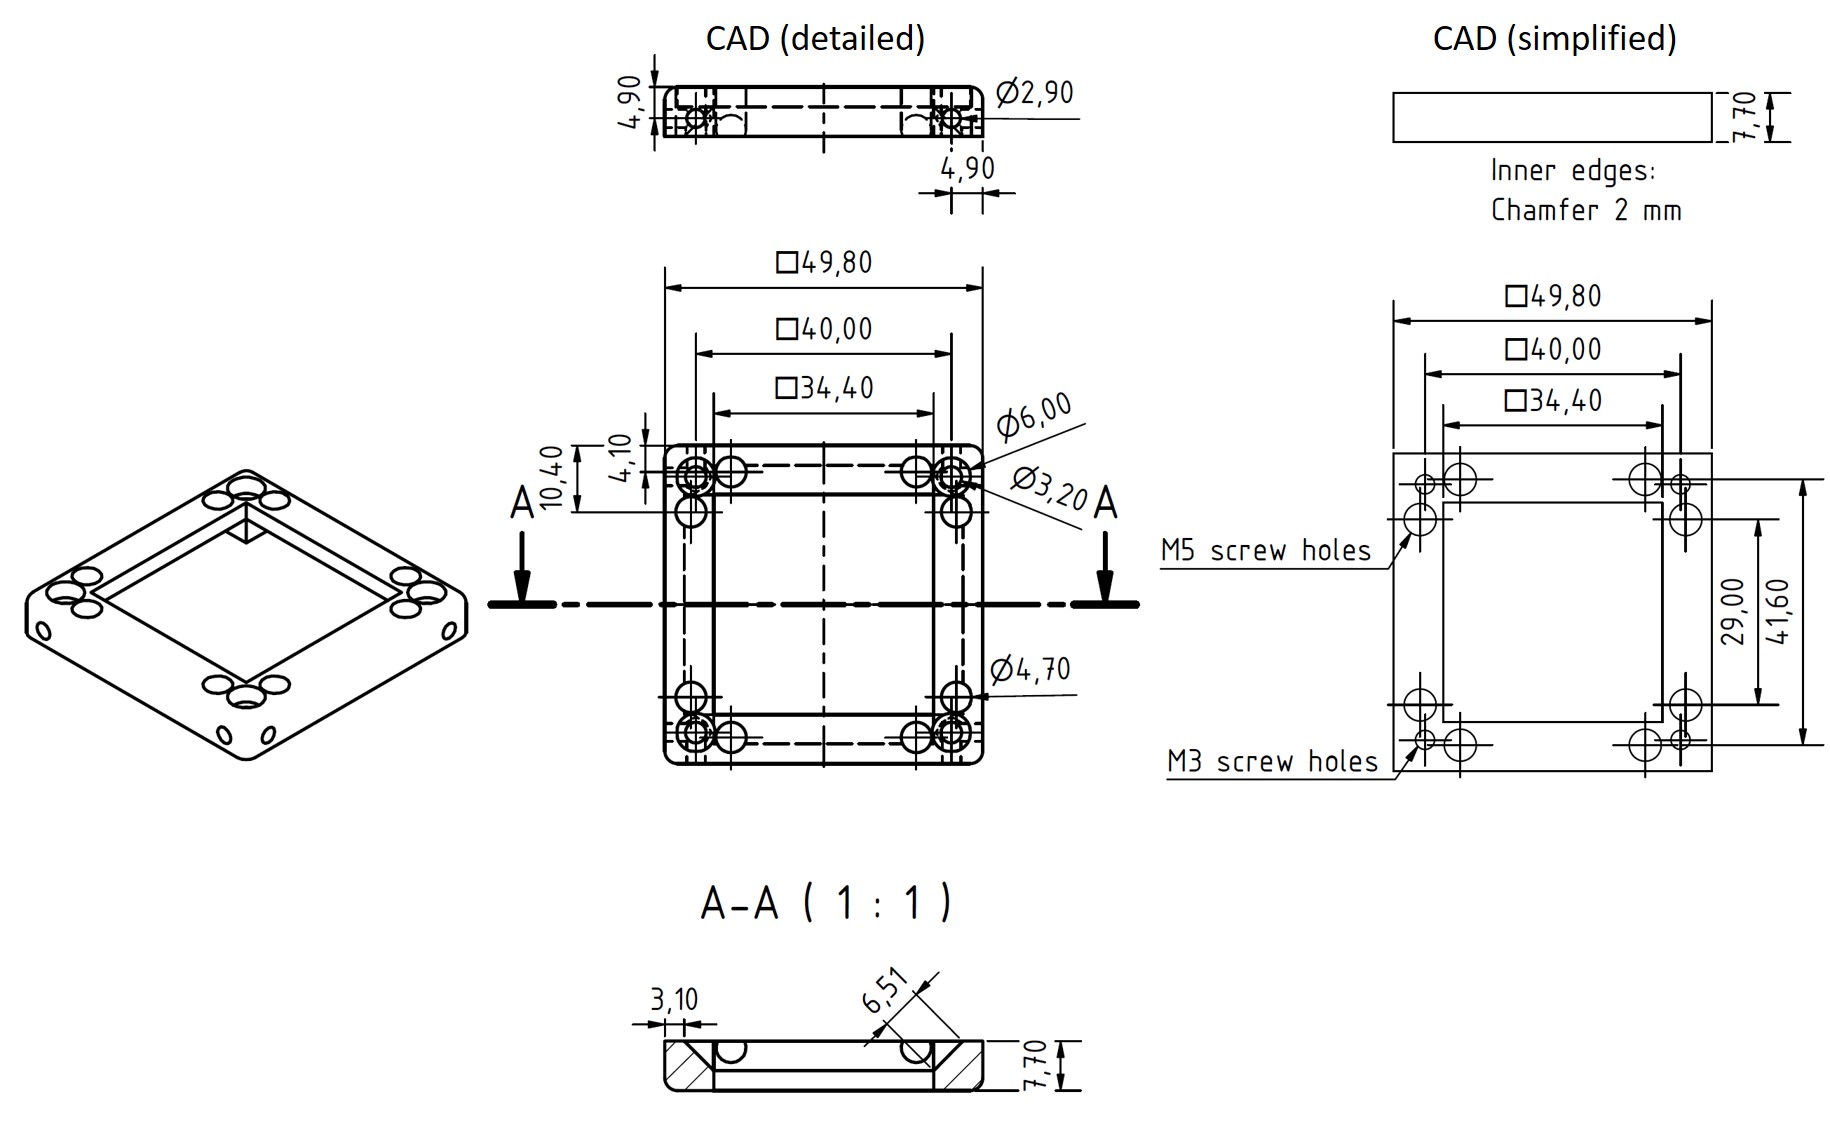 CAD (detailed)
4,90
Ø2,90
4,90
□49,80
□40,00
□34,40
10,40
4,10
Ø6,00
Ø3,20
A
A
Ø4,70
A-A ( 1 : 1 )
3,10
6,51
7,70
CAD (simplified)
7,70
Inner edges:
Chamfer 2 mm
□49,80
□40,00
□34,40
M5 screw holes
29,00
41,60
M3 screw holes